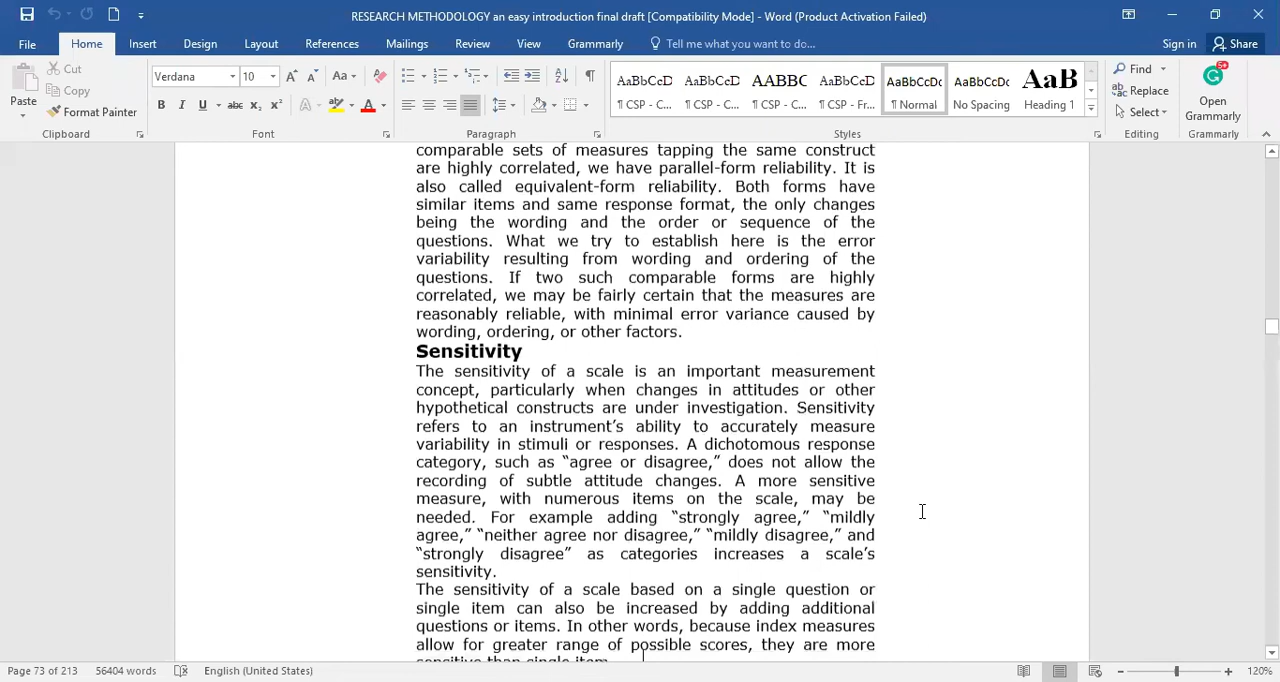 RESEARCH METHODOLOGY an easy introduction final draft [Compatibility Mode] - Word (Product Activation Failed)
File Home Insert Design Layout References Mailings Review View Grammarly Tell me what you want to do... Sign in Share
Paste
Cut
Copy
Format Painter
Clipboard
Verdana 10
Font
Paragraph
AaBbCcD AaBbCcD AABBC AaBbCcD AaBbCcDc AaBbCcDc AaB
¶ CSP - C... ¶ CSP - C... ¶ CSP - C... ¶ CSP - Fr... ¶ Normal No Spacing Heading 1
Styles
Find
Replace
Select
Editing
5+
Open
Grammarly
Grammarly
comparable sets of measures tapping the same construct
are highly correlated, we have parallel-form reliability. It is
also called equivalent-form reliability. Both forms have
similar items and same response format, the only changes
being the wording and the order or sequence of the
questions. What we try to establish here is the error
variability resulting from wording and ordering of the
questions. If two such comparable forms are highly
correlated, we may be fairly certain that the measures are
reasonably reliable, with minimal error variance caused by
wording, ordering, or other factors.
Sensitivity
The sensitivity of a scale is an important measurement
concept, particularly when changes in attitudes or other
hypothetical constructs are under investigation. Sensitivity
refers to an instrument’s ability to accurately measure
variability in stimuli or responses. A dichotomous response
category, such as “agree or disagree,” does not allow the
recording of subtle attitude changes. A more sensitive
measure, with numerous items on the scale, may be
needed. For example adding “strongly agree,” “mildly
agree,” “neither agree nor disagree,” “mildly disagree,” and
“strongly disagree” as categories increases a scale’s
sensitivity.
The sensitivity of a scale based on a single question or
single item can also be increased by adding additional
questions or items. In other words, because index measures
allow for greater range of possible scores, they are more
sensitive than single item
Page 73 of 213 56404 words English (United States) 120%